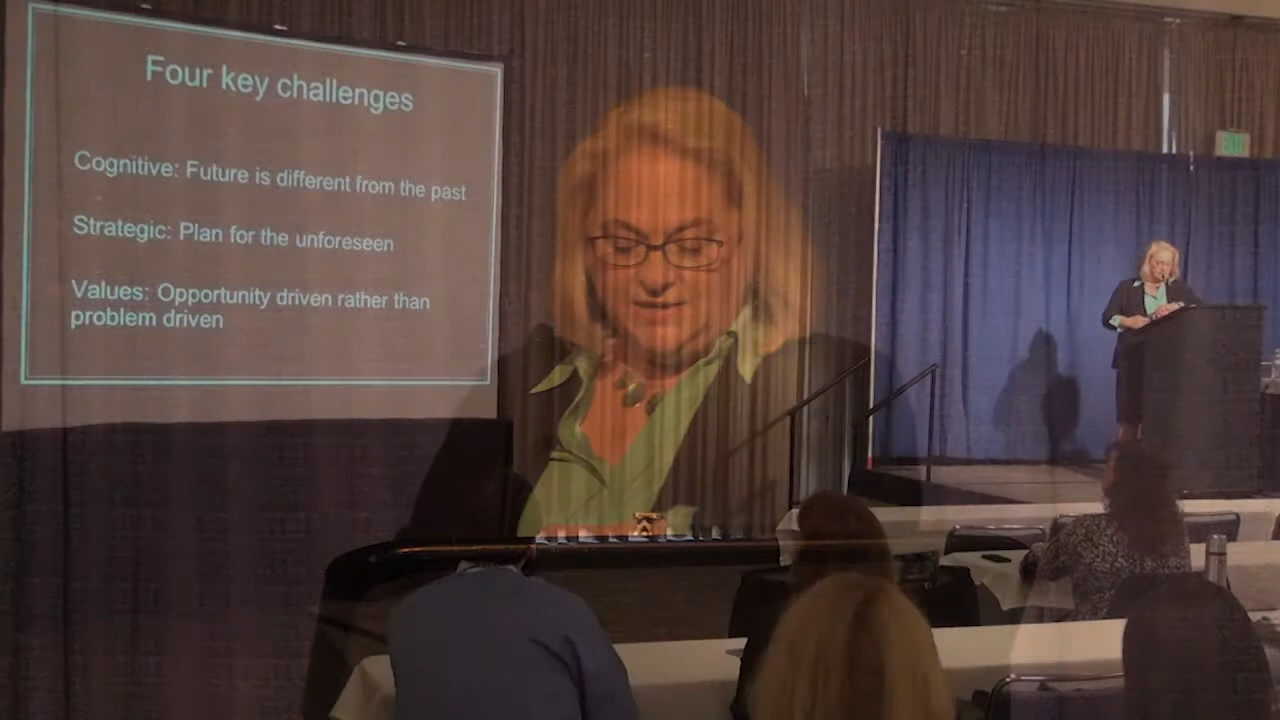 Four key challenges
Cognitive: Future is different from the past
Strategic: Plan for the unforeseen
Values: Opportunity driven rather than
problem driven